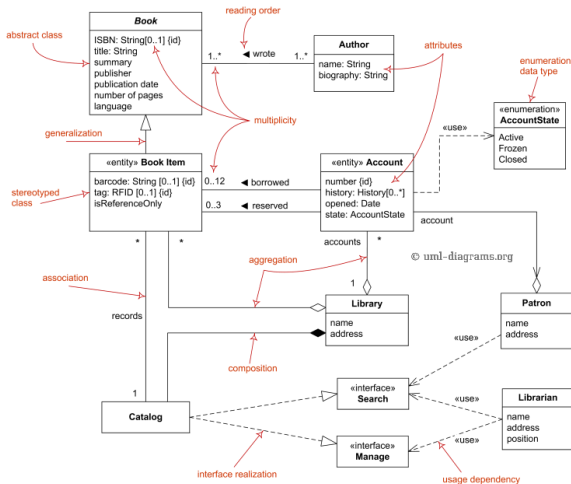 reading order
abstract class
Book
ISBN: String[0..1] {id}
title: String
summary
publisher
publication date
number of pages
language
1..*
◄ wrote
1..*
Author
name: String
biography: String
attributes
enumeration
data type
«enumeration»
AccountState
Active
Frozen
Closed
multiplicity
generalization
«use»
«entity» Book Item
barcode: String [0..1] {id}
tag: RFID [0..1] {id}
isReferenceOnly
0..12
◄ borrowed
0..3
◄ reserved
«entity» Account
number {id}
history: History[0..*]
opened: Date
state: AccountState
stereotyped
class
account
*
*
accounts
*
© uml-diagrams.org
aggregation
association
1
records
Library
name
address
Patron
name
address
«use»
composition
1
Catalog
«interface»
Search
«use»
Librarian
name
address
position
«use»
«interface»
Manage
interface realization
usage dependency